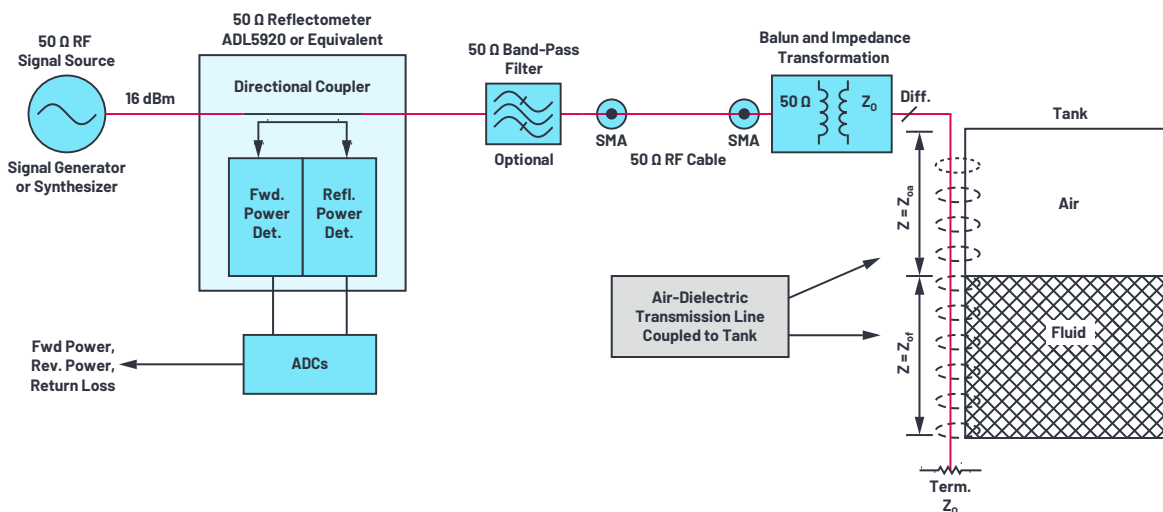 50 Ω RF
Signal Source
16 dBm
Signal Generator
or Synthesizer
50 Ω Reflectometer
ADL5920 or Equivalent
Directional Coupler
Fwd.
Power
Det.
Refl.
Power
Det.
ADCs
Fwd Power,
Rev. Power,
Return Loss
50 Ω Band-Pass
Filter
Optional
SMA
SMA
50 Ω RF Cable
Balun and Impedance
Transformation
50 Ω
Z0
Diff.
Tank
Air
Z = Zoa
Fluid
Z = Zof
Air-Dielectric
Transmission Line
Coupled to Tank
Term.
Z0